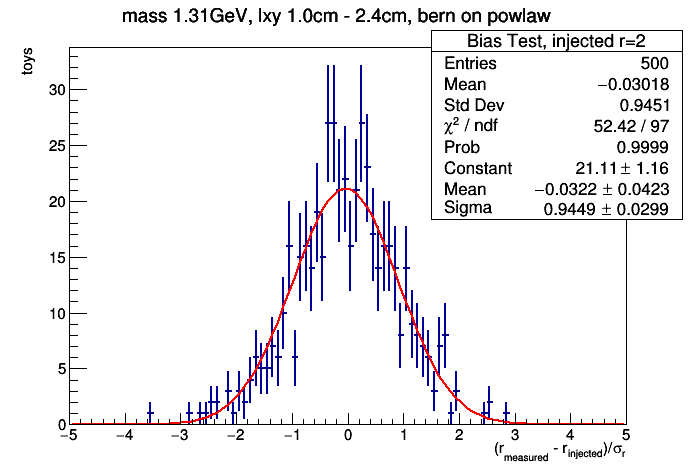 mass 1.31GeV, lxy 1.0cm - 2.4cm, bern on powlaw
Bias Test, injected r=2
Entries 500
Mean −0.03018
Std Dev 0.9451
χ² / ndf 52.42 / 97
Prob 0.9999
Constant 21.11 ± 1.16
Mean −0.0322 ± 0.0423
Sigma 0.9449 ± 0.0299
toys
30
25
20
15
10
5
0
−5 −4 −3 −2 −1 0 1 2 3 4 5
(r_measured - r_injected)/σ_r